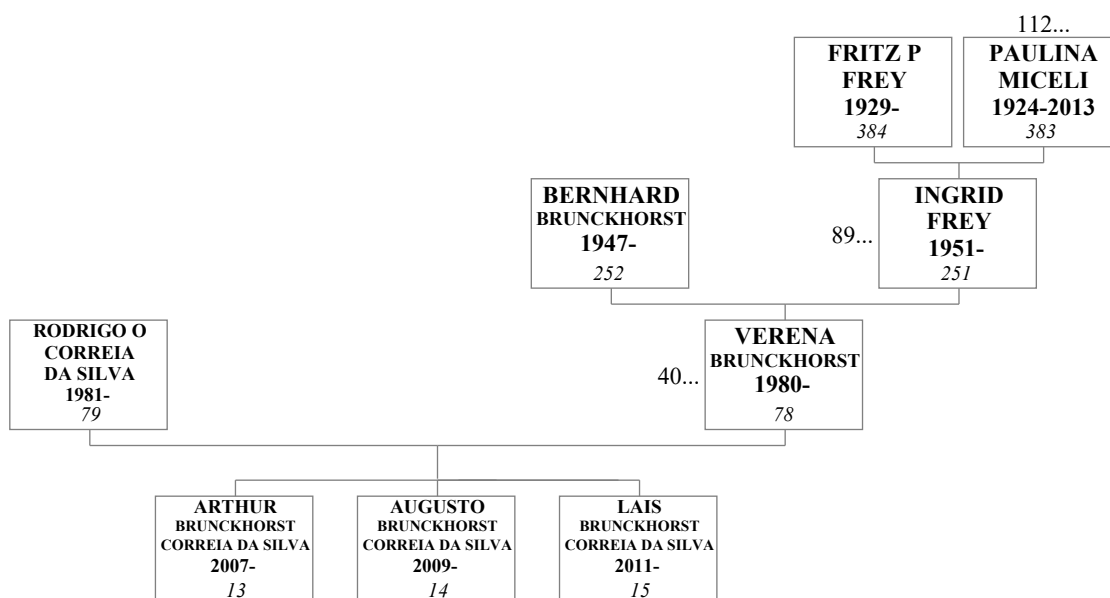 112...
FRITZ P
FREY
1929-
384
PAULINA
MICELI
1924-2013
383
BERNHARD
BRUNCKHORST
1947-
252
89...
INGRID
FREY
1951-
251
RODRIGO O
CORREIA
DA SILVA
1981-
79
40...
VERENA
BRUNCKHORST
1980-
78
ARTHUR
BRUNCKHORST
CORREIA DA SILVA
2007-
13
AUGUSTO
BRUNCKHORST
CORREIA DA SILVA
2009-
14
LAIS
BRUNCKHORST
CORREIA DA SILVA
2011-
15